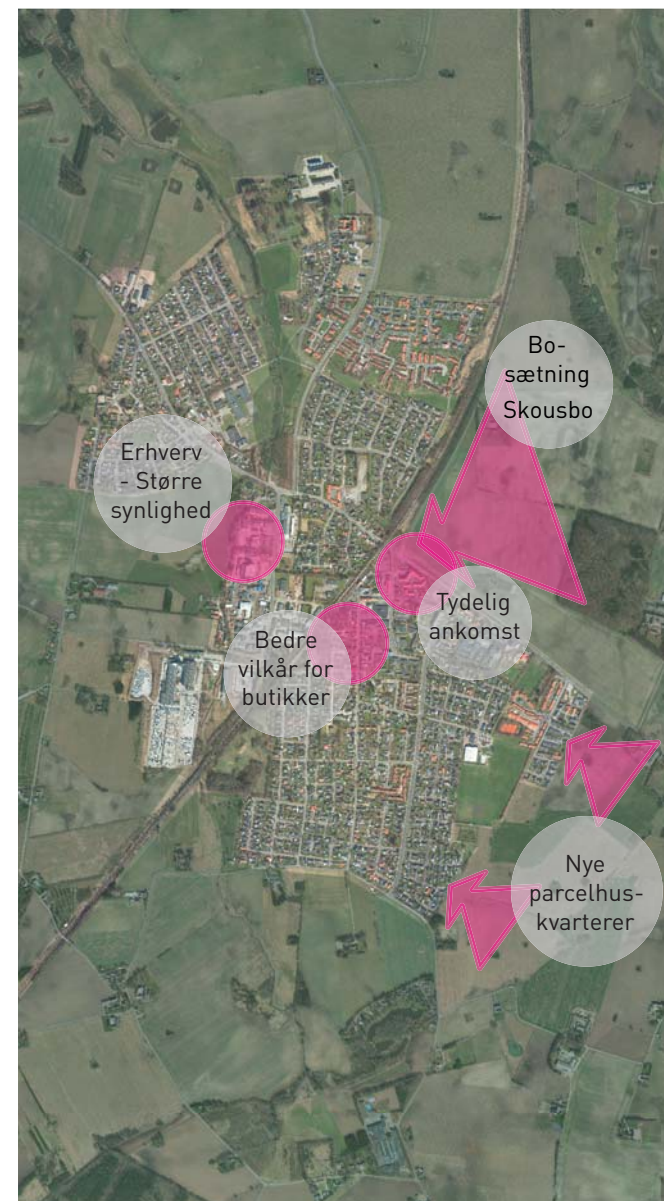 Bo-
sætning
Skousbo
Erhverv
- Større
synlighed
Tydelig
ankomst
Bedre
vilkår for
butikker
Nye
parcelhus-
kvarterer